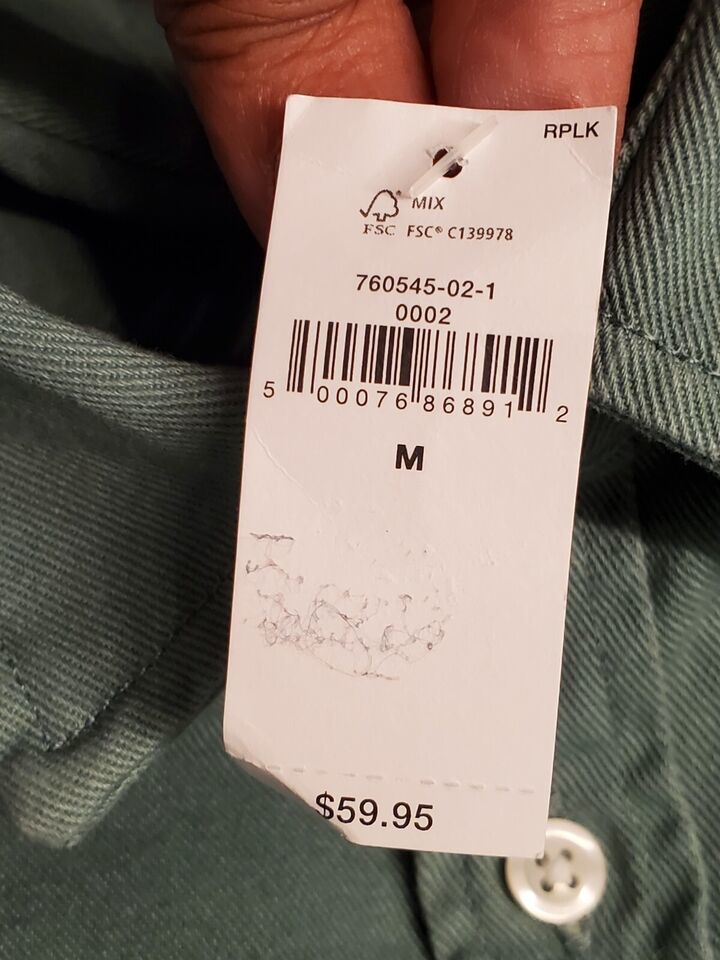 RPLK
MIX
FSC FSC® C139978
760545-02-1
0002
5 00076 86891 2
M
$59.95